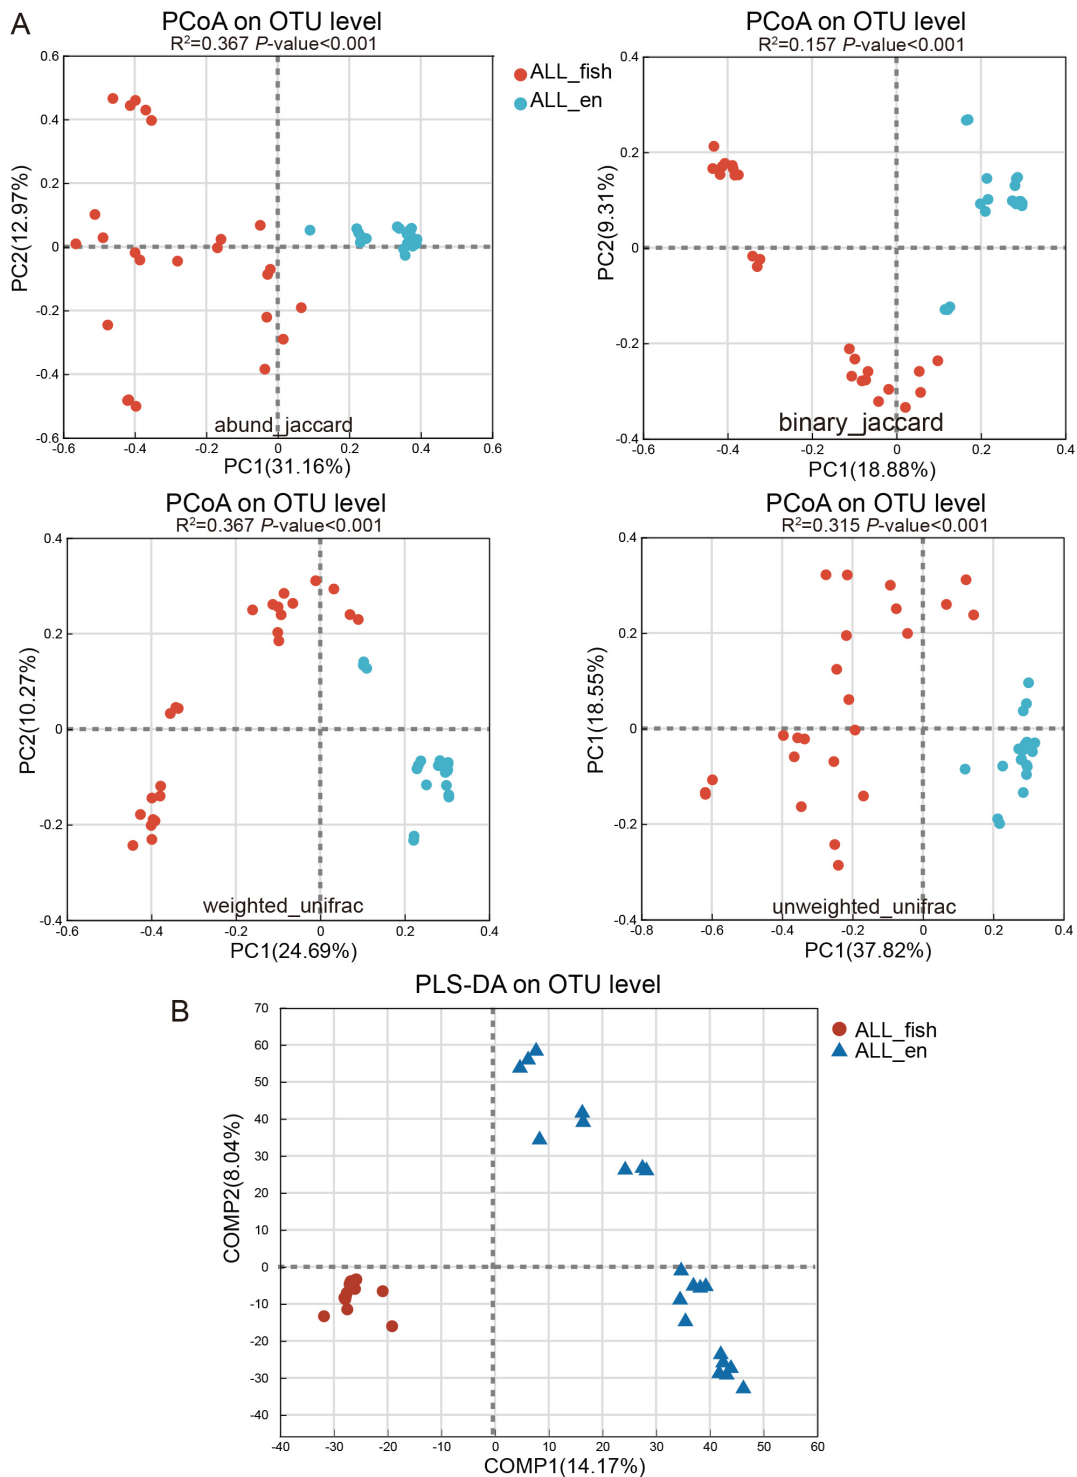 A
PCoA on OTU level
R²=0.367 P-value<0.001
0.6
0.4
0.2
0
-0.2
-0.4
-0.6
PC2(12.97%)
abund_jaccard
-0.6 -0.4 -0.2 0 0.2 0.4 0.6
PC1(31.16%)
ALL_fish
ALL_en
PCoA on OTU level
R²=0.157 P-value<0.001
0.4
0.2
0
-0.2
-0.4
PC2(9.31%)
binary_jaccard
-0.6 -0.4 -0.2 0 0.2 0.4
PC1(18.88%)
PCoA on OTU level
R²=0.367 P-value<0.001
0.4
0.2
0
-0.2
-0.4
PC2(10.27%)
weighted_unifrac
-0.6 -0.4 -0.2 0 0.2 0.4
PC1(24.69%)
PCoA on OTU level
R²=0.315 P-value<0.001
0.4
0.2
0
-0.2
-0.4
PC1(18.55%)
unweighted_unifrac
-0.8 -0.6 -0.4 -0.2 0 0.2 0.4
PC1(37.82%)
B
PLS-DA on OTU level
70
60
50
40
30
20
10
0
-10
-20
-30
-40
COMP2(8.04%)
-40 -30 -20 -10 0 10 20 30 40 50 60
COMP1(14.17%)
ALL_fish
ALL_en